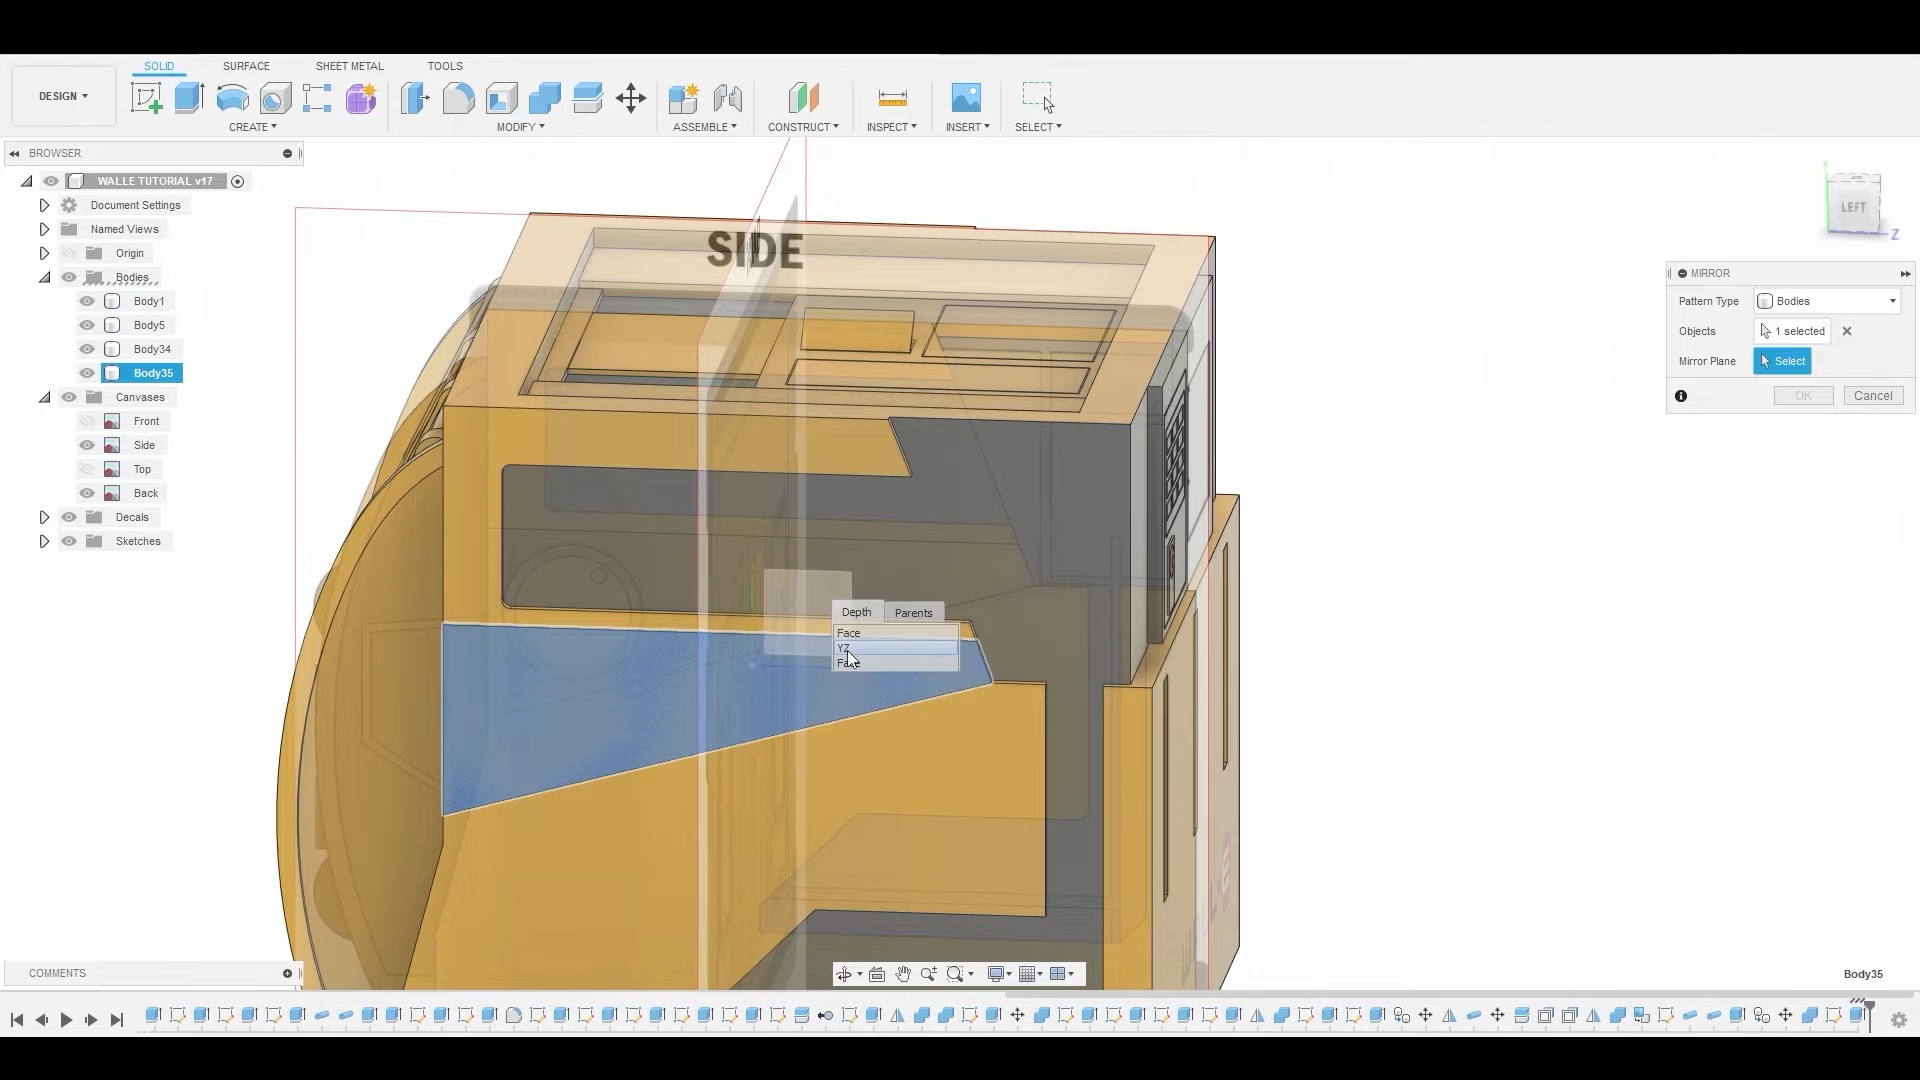 SOLID SURFACE SHEET METAL TOOLS
DESIGN
CREATE MODIFY ASSEMBLE CONSTRUCT INSPECT INSERT SELECT
BROWSER
WALLE TUTORIAL v17
Document Settings
Named Views
Origin
Bodies
Body1
Body5
Body34
Body35
Canvases
Front
Side
Top
Back
Decals
Sketches
SIDE
LEFT
Z
MIRROR
Pattern Type Bodies
Objects 1 selected
Mirror Plane Select
OK Cancel
Depth Parents
Face
YZ
COMMENTS
Body35